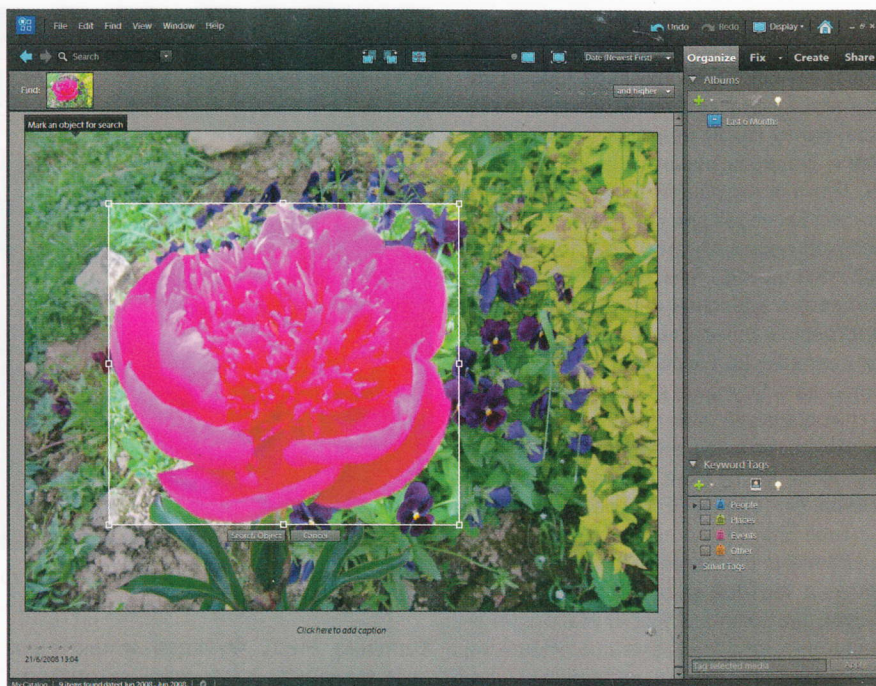 File Edit Find View Window Help
Undo Redo Display
Search
Date (Newest First)
Organize Fix Create Share
Find:
and higher
Albums
Mark an object for search
Last 6 Months
Keyword Tags
People
Places
Events
Other
Smart Tags
Search Object Cancel
Click here to add caption
21/6/2008 13:04
Tag selected media Apply
My Catalog 9 items found dated Jun 2008 - Jun 2008